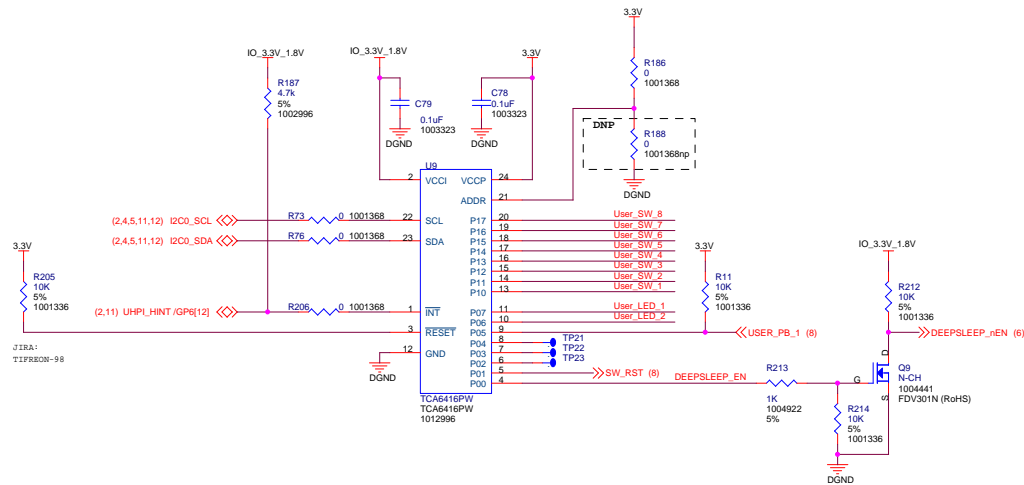 3.3V
R186
0
1001368
IO_3.3V_1.8V
R187
4.7k
5%
1002996
IO_3.3V_1.8V
C79
0.1uF
1003323
DGND
3.3V
C78
0.1uF
1003323
DGND
DNP
R188
0
1001368np
DGND
U9
2 VCCI VCCP 24
ADDR 21
(2,4,5,11,12) I2C0_SCL R73 0 1001368 22 SCL
(2,4,5,11,12) I2C0_SDA R76 0 1001368 23 SDA
P17 20 User_SW_8
P16 19 User_SW_7
P15 18 User_SW_6
P14 17 User_SW_5
P13 16 User_SW_4
P12 15 User_SW_3
P11 14 User_SW_2
P10 13 User_SW_1
3.3V
R205
10K
5%
1001336
(2,11) UHPI_HINT /GP6[12] R206 0 1001368 1 INT
3 RESET
12 GND
DGND
P07 11 User_LED_1
P06 10 User_LED_2
P05 9
P04 8 TP21
P03 7 TP22
P02 6 TP23
P01 5 SW_RST (8)
P00 4 DEEPSLEEP_EN
TCA6416PW
TCA6416PW
1012996
JIRA:
TIFREON-98
3.3V
R11
10K
5%
1001336
USER_PB_1 (8)
IO_3.3V_1.8V
R212
10K
5%
1001336
DEEPSLEEP_nEN (6)
R213
1K
1004922
5%
G
D
S
Q9
N-CH
1004441
FDV301N (RoHS)
R214
10K
5%
1001336
DGND